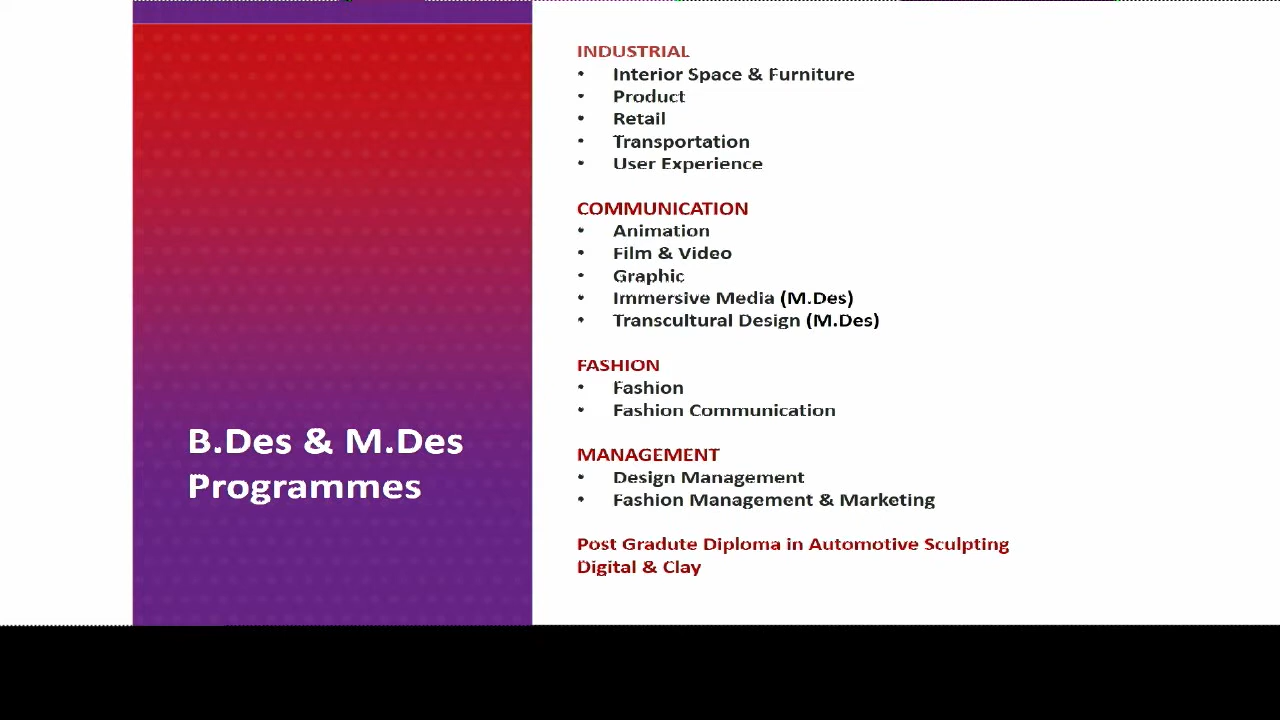 B.Des & M.Des
Programmes
INDUSTRIAL
• Interior Space & Furniture
• Product
• Retail
• Transportation
• User Experience
COMMUNICATION
• Animation
• Film & Video
• Graphic
• Immersive Media (M.Des)
• Transcultural Design (M.Des)
FASHION
• Fashion
• Fashion Communication
MANAGEMENT
• Design Management
• Fashion Management & Marketing
Post Gradute Diploma in Automotive Sculpting
Digital & Clay